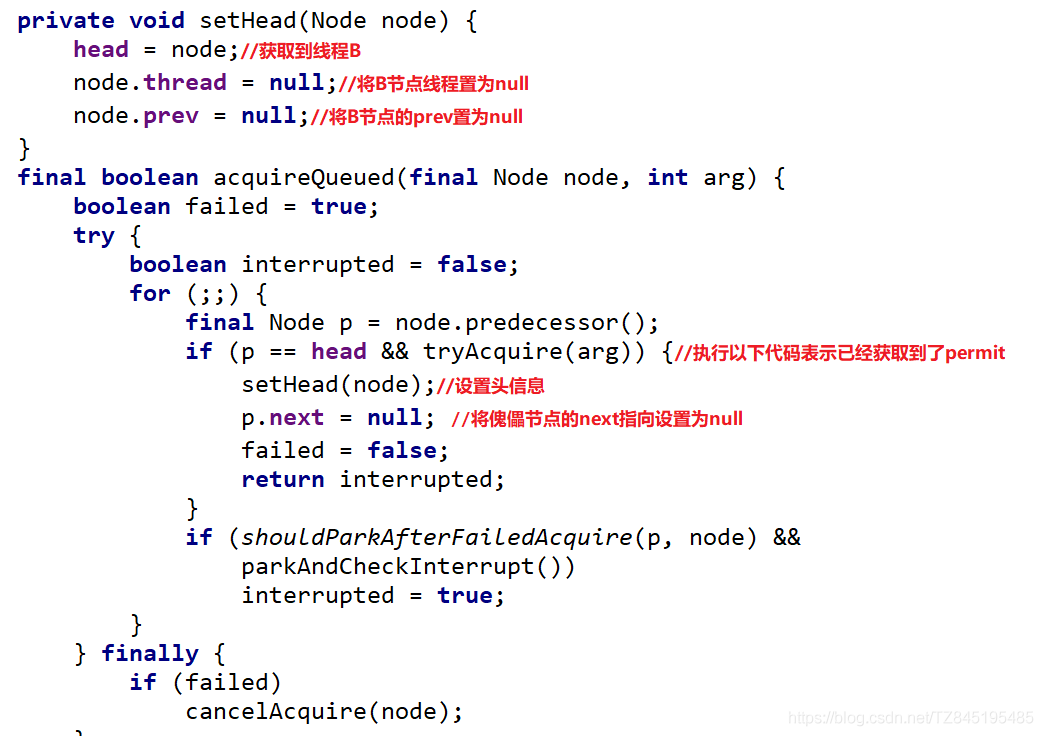 private void setHead(Node node) {
    head = node;//获取到线程B
    node.thread = null;//将B节点线程置为null
    node.prev = null;//将B节点的prev置为null
}
final boolean acquireQueued(final Node node, int arg) {
    boolean failed = true;
    try {
        boolean interrupted = false;
        for (;;) {
            final Node p = node.predecessor();
            if (p == head && tryAcquire(arg)) {//执行以下代码表示已经获取到了permit
                setHead(node);//设置头信息
                p.next = null; //将傀儡节点的next指向设置为null
                failed = false;
                return interrupted;
            }
            if (shouldParkAfterFailedAcquire(p, node) &&
                parkAndCheckInterrupt())
                interrupted = true;
        }
    } finally {
        if (failed)
            cancelAcquire(node);
https://blog.csdn.net/TZ845195485